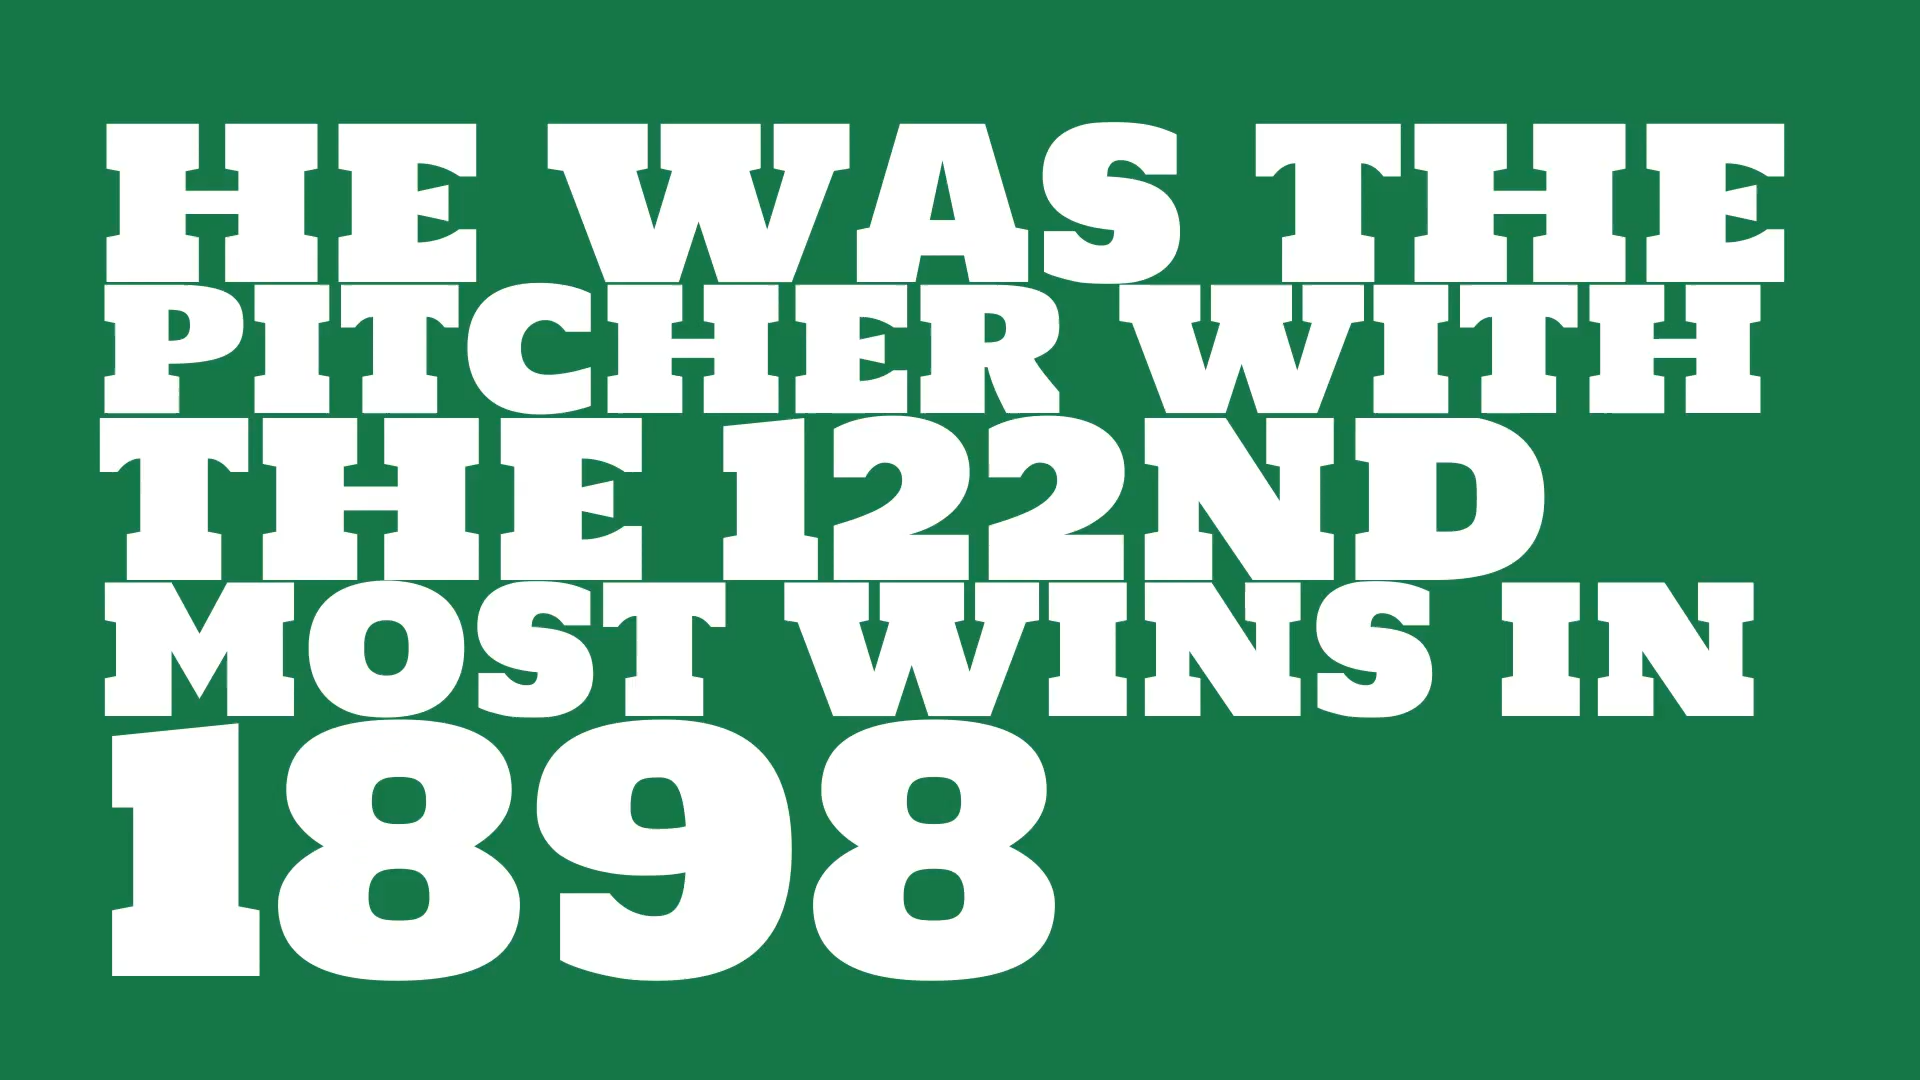 HE WAS THE
PITCHER WITH
THE 122ND
MOST WINS IN
1898